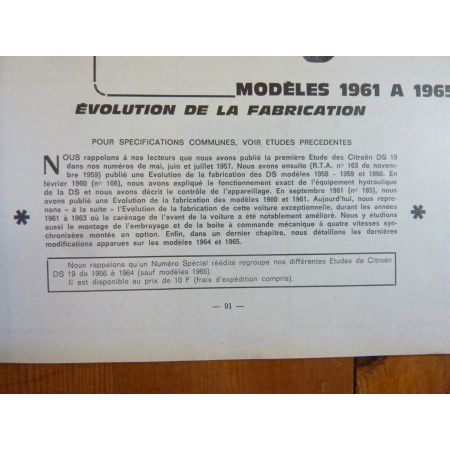 MODÈLES 1961 A 1965
ÉVOLUTION DE LA FABRICATION
POUR SPECIFICATIONS COMMUNES, VOIR ETUDES PRECEDENTES
NOUS rappelons à nos lecteurs que nous avons publié la première Etude des Citroën DS 19
dans nos numéros de mai, juin et juillet 1957. Nous avons ensuite (R.T.A. n° 163 de novem-
bre 1959) publié une Evolution de la fabrication des DS modèles 1958 - 1959 et 1960. En
février 1960 (n° 166), nous avons expliqué le fonctionnement exact de l'équipement hydraulique
de la DS et nous avons décrit le contrôle de l'appareillage. En septembre 1961 (n° 185), nous
avons publié une Evolution de la fabrication des modèles 1960 et 1961. Aujourd'hui, nous repre-
nons « à la suite » l'Evolution de la fabrication de cette voiture exceptionnelle, durant les années
1961 à 1963 où le carénage de l'avant de la voiture a été notablement amélioré. Nous y étudions
aussi le montage de l'embrayage et de la boîte à commande mécanique à quatre vitesses syn-
chronisées montés en option. Enfin, dans un dernier chapitre, nous détaillons les dernières
modifications apparues sur les modèles 1964 et 1965.
Nous rappelons qu'un Numéro Spécial réédité regroupe nos différentes Etudes de Citroën
DS 19 de 1956 à 1964 (sauf modèles 1965).
Il est disponible au prix de 10 F (frais d'expédition compris).
— 91 —